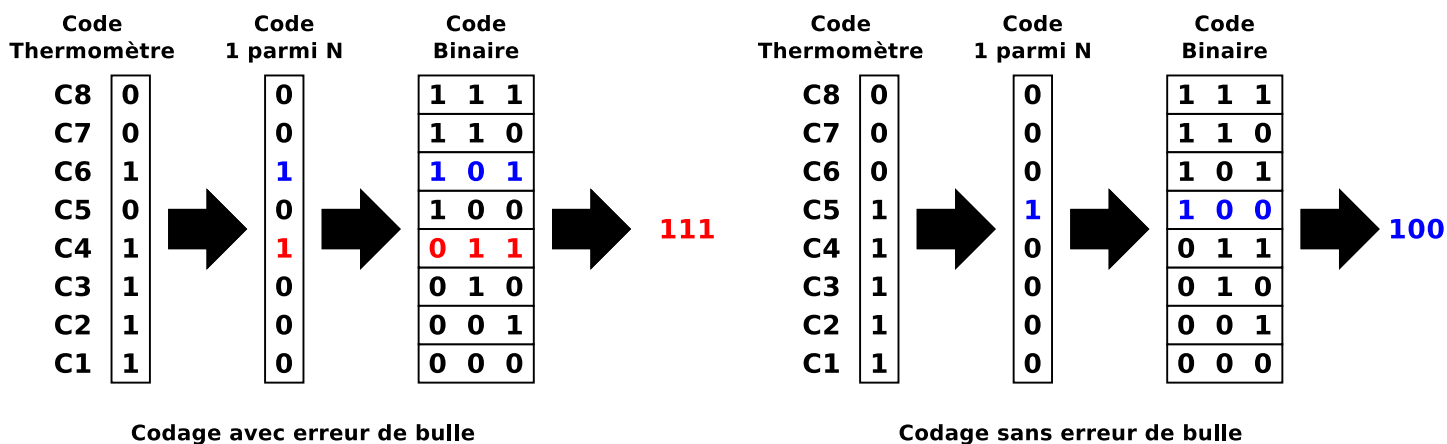 Code Code Code Code Code Code
Thermomètre 1 parmi N Binaire Thermomètre 1 parmi N Binaire
C8 0 0 1 1 1 C8 0 0 1 1 1
C7 0 0 1 1 0 C7 0 0 1 1 0
C6 1 1 1 0 1 C6 0 0 1 0 1
C5 0 0 1 0 0 111 C5 1 1 1 0 0 100
C4 1 1 0 1 1 C4 1 0 0 1 1
C3 1 0 0 1 0 C3 1 0 0 1 0
C2 1 0 0 0 1 C2 1 0 0 0 1
C1 1 0 0 0 0 C1 1 0 0 0 0
Codage avec erreur de bulle Codage sans erreur de bulle